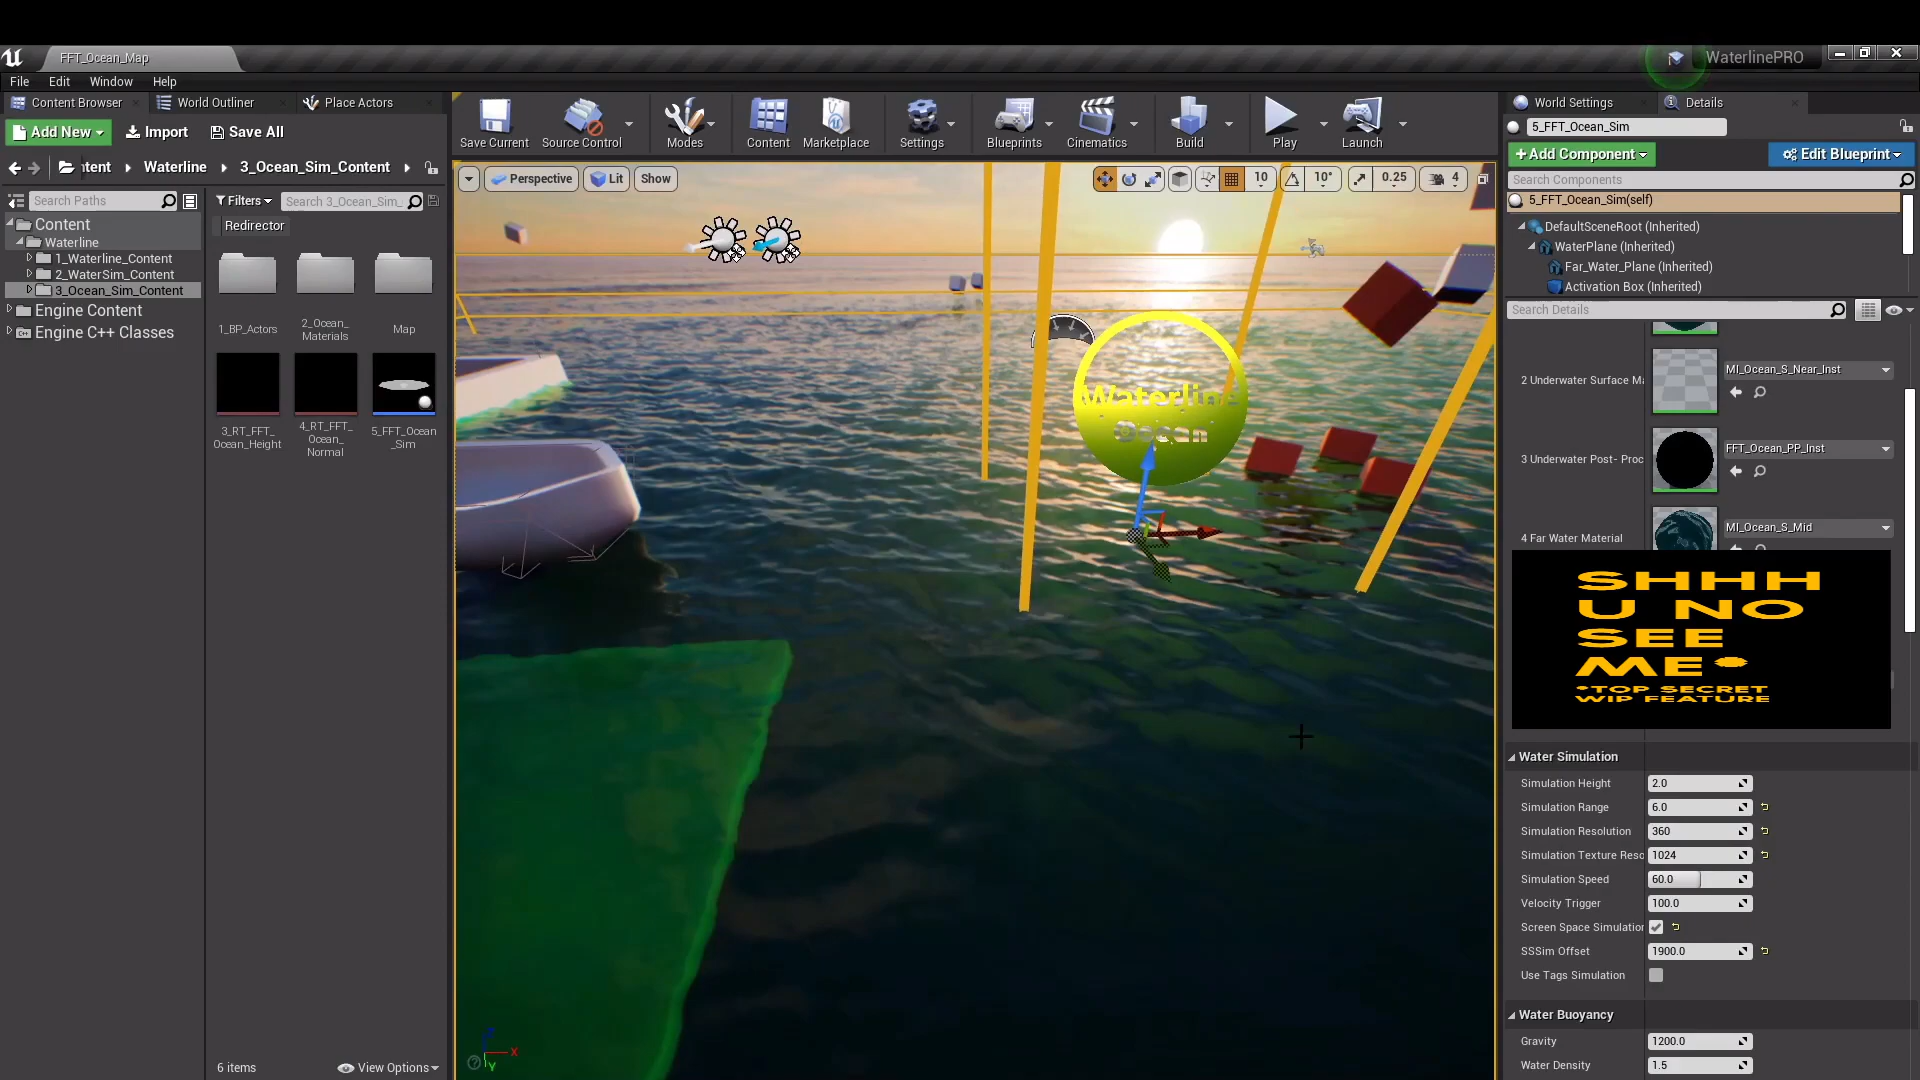 FFT_Ocean_Map
WaterlinePRO
File Edit Window Help
Content Browser
World Outliner
Place Actors
Add New
Import
Save All
tent
Waterline
3_Ocean_Sim_Content
Search Paths
Filters
Search 3_Ocean_Sim_
Redirector
Content
Waterline
1_Waterline_Content
2_WaterSim_Content
3_Ocean_Sim_Content
Engine Content
Engine C++ Classes
1_BP_Actors
2_Ocean_
Materials
Map
3_RT_FFT_
Ocean_Height
4_RT_FFT_
Ocean_
Normal
5_FFT_Ocean
_Sim
6 items
View Options
Save Current
Source Control
Modes
Content
Marketplace
Settings
Blueprints
Cinematics
Build
Play
Launch
Perspective
Lit
Show
10
10°
0.25
4
Waterline
Ocean
X
Y
World Settings
Details
5_FFT_Ocean_Sim
+Add Component
Edit Blueprint
Search Components
5_FFT_Ocean_Sim(self)
DefaultSceneRoot (Inherited)
WaterPlane (Inherited)
Far_Water_Plane (Inherited)
Activation Box (Inherited)
Search Details
2 Underwater Surface Ma
MI_Ocean_S_Near_Inst
3 Underwater Post- Proc
FFT_Ocean_PP_Inst
4 Far Water Material
MI_Ocean_S_Mid
SHHH
U NO
SEE
ME*
*TOP SECRET
WIP FEATURE
Water Simulation
Simulation Height 2.0
Simulation Range 6.0
Simulation Resolution 360
Simulation Texture Reso 1024
Simulation Speed 60.0
Velocity Trigger 100.0
Screen Space Simulation
SSSim Offset 1900.0
Use Tags Simulation
Water Buoyancy
Gravity 1200.0
Water Density 1.5